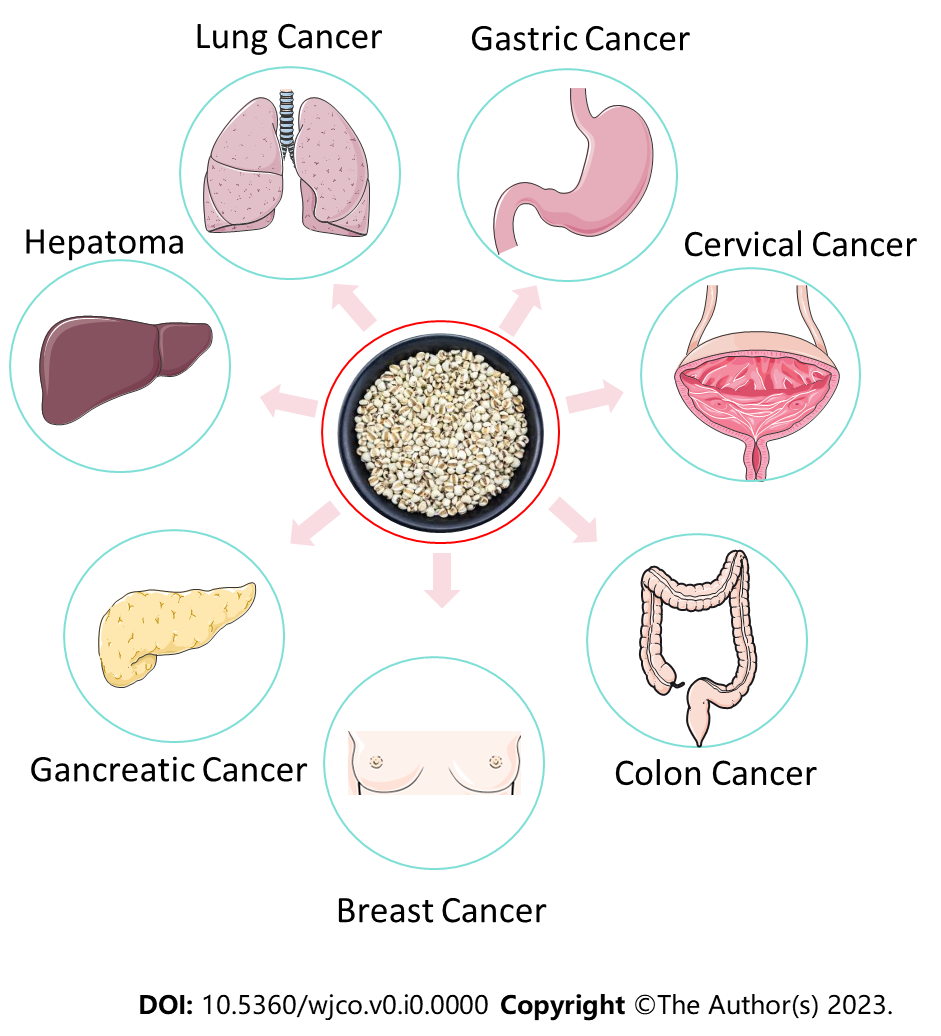 Lung Cancer
Gastric Cancer
Hepatoma
Cervical Cancer
Gancreatic Cancer
Colon Cancer
Breast Cancer
DOI: 10.5360/wjco.v0.i0.0000 Copyright ©The Author(s) 2023.